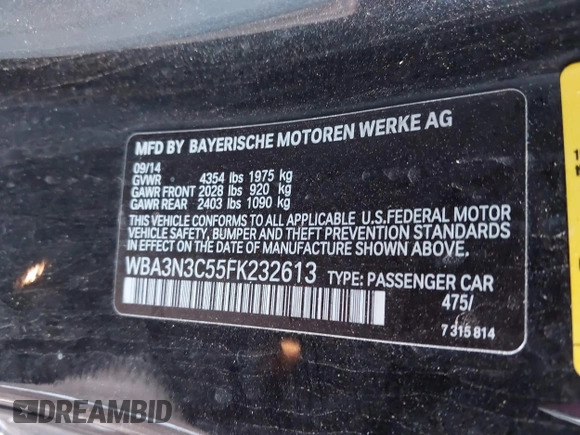 MFD BY BAYERISCHE MOTOREN WERKE AG
09/14
GVWR 4354 lbs 1975 kg
GAWR FRONT 2028 lbs 920 kg
GAWR REAR 2403 lbs 1090 kg
THIS VEHICLE CONFORMS TO ALL APPLICABLE U.S.FEDERAL MOTOR
VEHICLE SAFETY, BUMPER AND THEFT PREVENTION STANDARDS
IN EFFECT ON THE DATE OF MANUFACTURE SHOWN ABOVE.
WBA3N3C55FK232613 TYPE: PASSENGER CAR
475/
7 315 814
DREAMBID